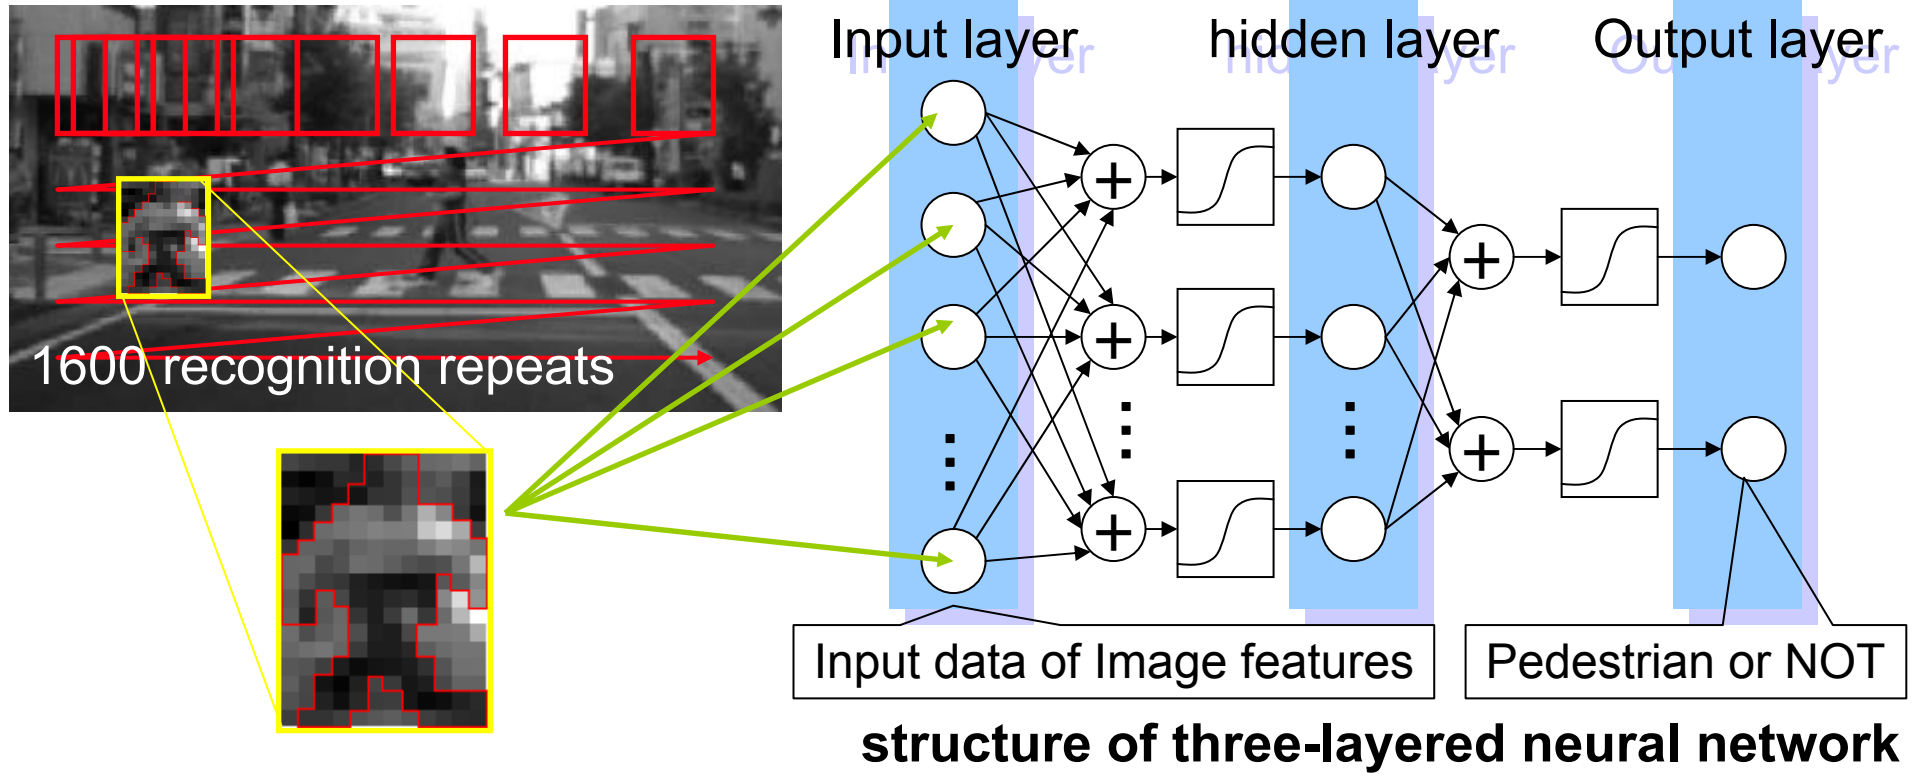 Input layer
hidden layer
Output layer
1600 recognition repeats
Input data of Image features
Pedestrian or NOT
structure of three-layered neural network